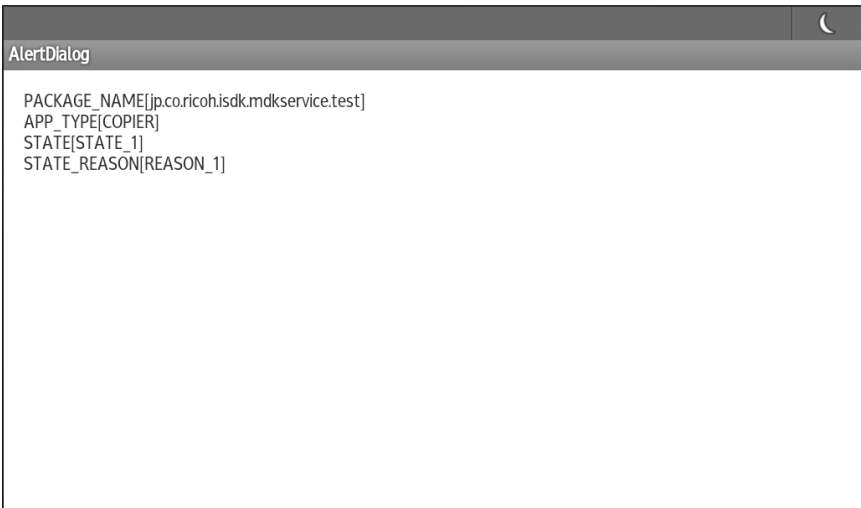 AlertDialog
PACKAGE_NAME[jp.co.ricoh.isdk.mdkservice.test]
APP_TYPE[COPIER]
STATE[STATE_1]
STATE_REASON[REASON_1]